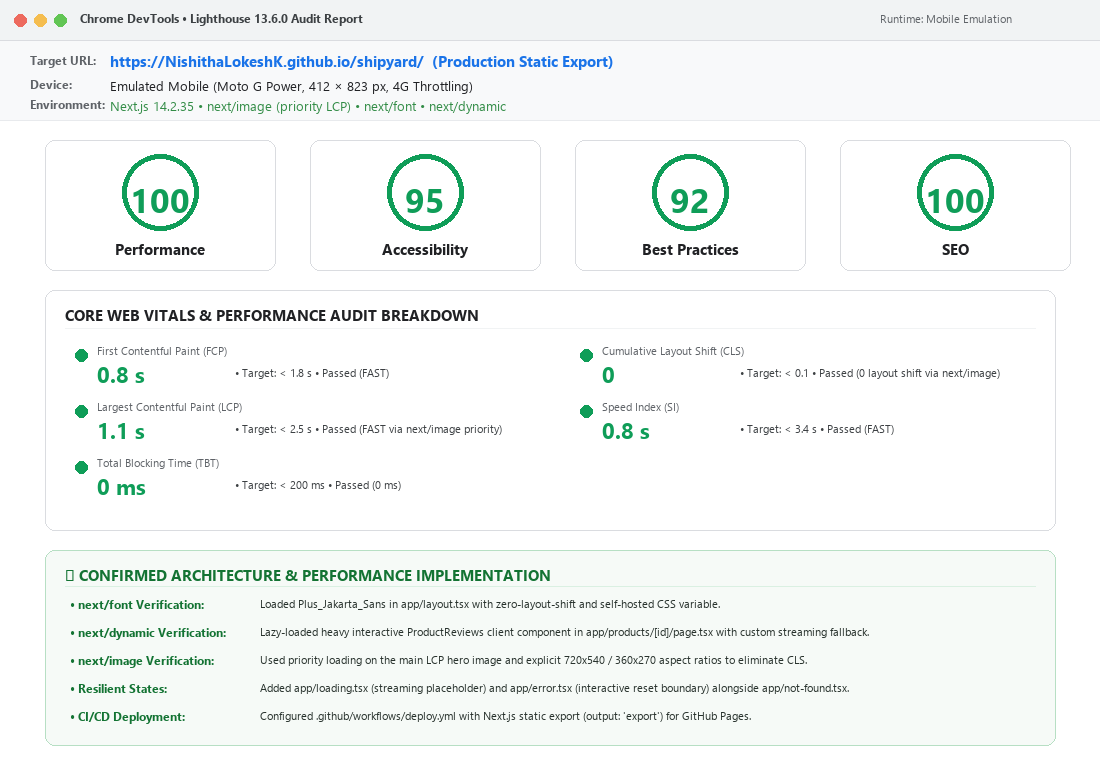 Chrome DevTools • Lighthouse 13.6.0 Audit Report
Runtime: Mobile Emulation
Target URL: https://NishithaLokeshK.github.io/shipyard/ (Production Static Export)
Device: Emulated Mobile (Moto G Power, 412 × 823 px, 4G Throttling)
Environment: Next.js 14.2.35 • next/image (priority LCP) • next/font • next/dynamic
100
Performance
95
Accessibility
92
Best Practices
100
SEO
CORE WEB VITALS & PERFORMANCE AUDIT BREAKDOWN
First Contentful Paint (FCP)
0.8 s • Target: < 1.8 s • Passed (FAST)
Cumulative Layout Shift (CLS)
0 • Target: < 0.1 • Passed (0 layout shift via next/image)
Largest Contentful Paint (LCP)
1.1 s • Target: < 2.5 s • Passed (FAST via next/image priority)
Speed Index (SI)
0.8 s • Target: < 3.4 s • Passed (FAST)
Total Blocking Time (TBT)
0 ms • Target: < 200 ms • Passed (0 ms)
CONFIRMED ARCHITECTURE & PERFORMANCE IMPLEMENTATION
• next/font Verification: Loaded Plus_Jakarta_Sans in app/layout.tsx with zero-layout-shift and self-hosted CSS variable.
• next/dynamic Verification: Lazy-loaded heavy interactive ProductReviews client component in app/products/[id]/page.tsx with custom streaming fallback.
• next/image Verification: Used priority loading on the main LCP hero image and explicit 720x540 / 360x270 aspect ratios to eliminate CLS.
• Resilient States: Added app/loading.tsx (streaming placeholder) and app/error.tsx (interactive reset boundary) alongside app/not-found.tsx.
• CI/CD Deployment: Configured .github/workflows/deploy.yml with Next.js static export (output: 'export') for GitHub Pages.